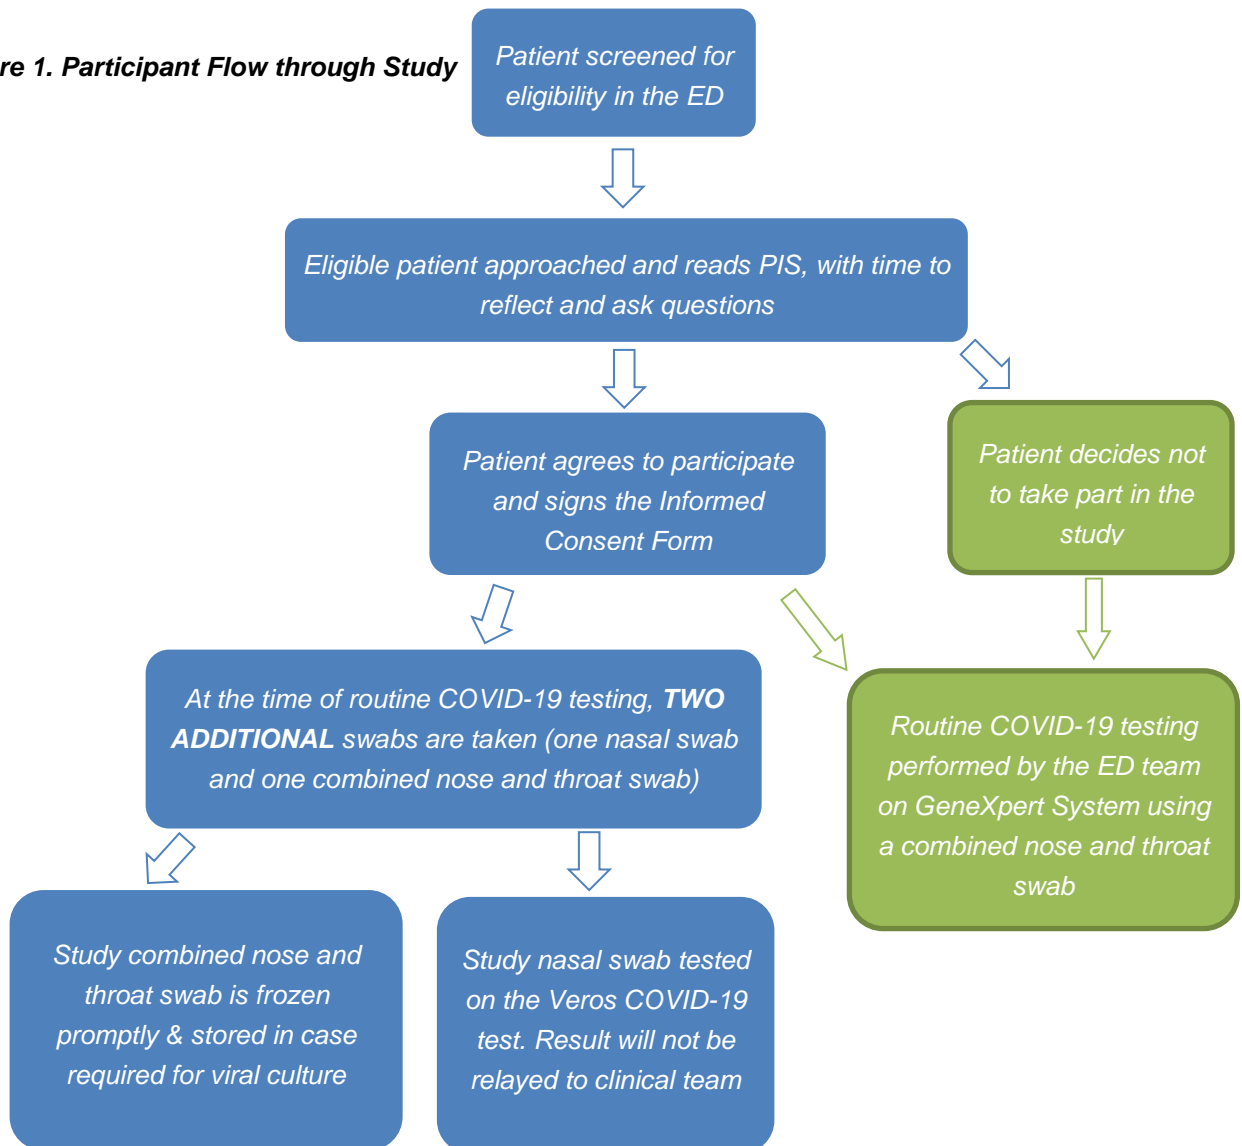 re 1. Participant Flow through Study
Patient screened for
eligibility in the ED
Eligible patient approached and reads PIS, with time to
reflect and ask questions
Patient agrees to participate
and signs the Informed
Consent Form
Patient decides not
to take part in the
study
At the time of routine COVID-19 testing, TWO
ADDITIONAL swabs are taken (one nasal swab
and one combined nose and throat swab)
Routine COVID-19 testing
performed by the ED team
on GeneXpert System using
a combined nose and throat
swab
Study combined nose and
throat swab is frozen
promptly & stored in case
required for viral culture
Study nasal swab tested
on the Veros COVID-19
test. Result will not be
relayed to clinical team